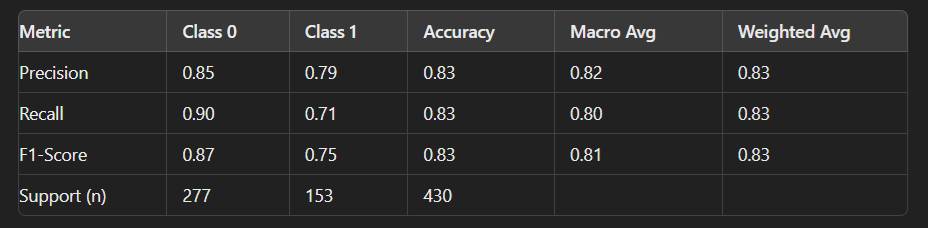 Metric Class 0 Class 1 Accuracy Macro Avg Weighted Avg
Precision 0.85 0.79 0.83 0.82 0.83
Recall 0.90 0.71 0.83 0.80 0.83
F1-Score 0.87 0.75 0.83 0.81 0.83
Support (n) 277 153 430